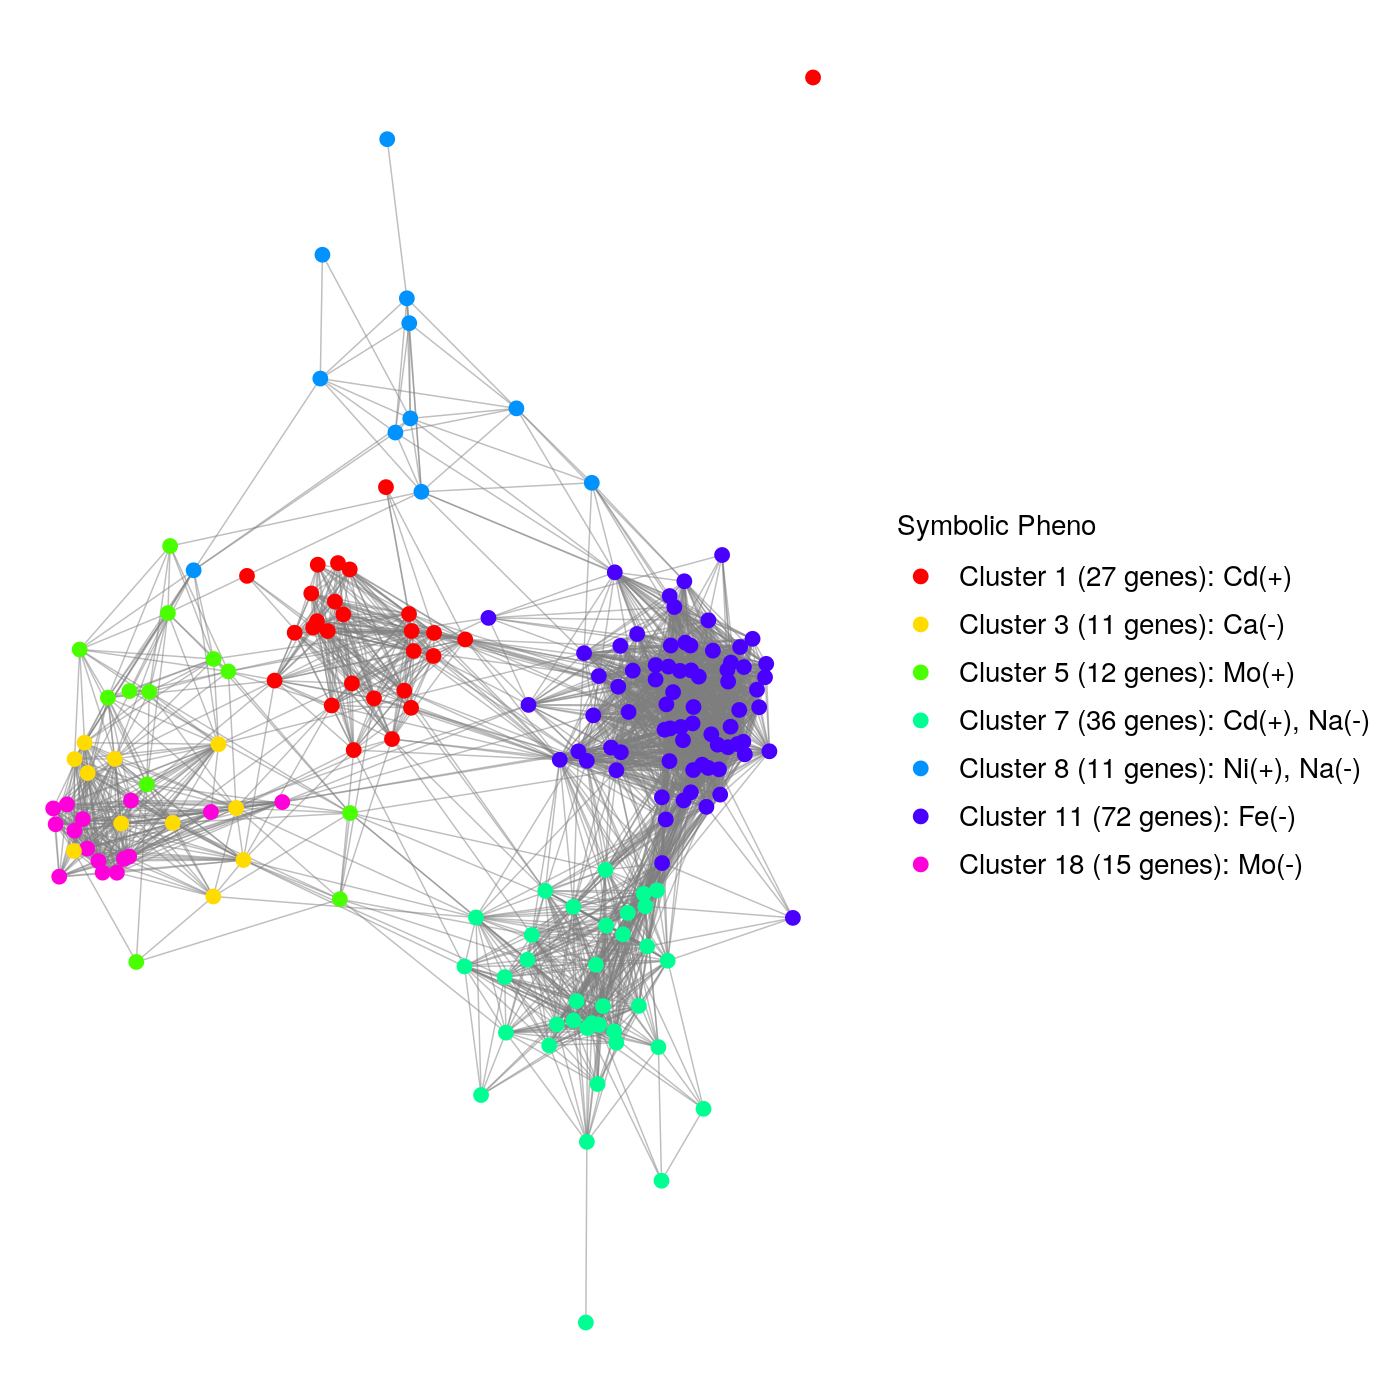 Symbolic Pheno
Cluster 1 (27 genes): Cd(+)
Cluster 3 (11 genes): Ca(-)
Cluster 5 (12 genes): Mo(+)
Cluster 7 (36 genes): Cd(+), Na(-)
Cluster 8 (11 genes): Ni(+), Na(-)
Cluster 11 (72 genes): Fe(-)
Cluster 18 (15 genes): Mo(-)